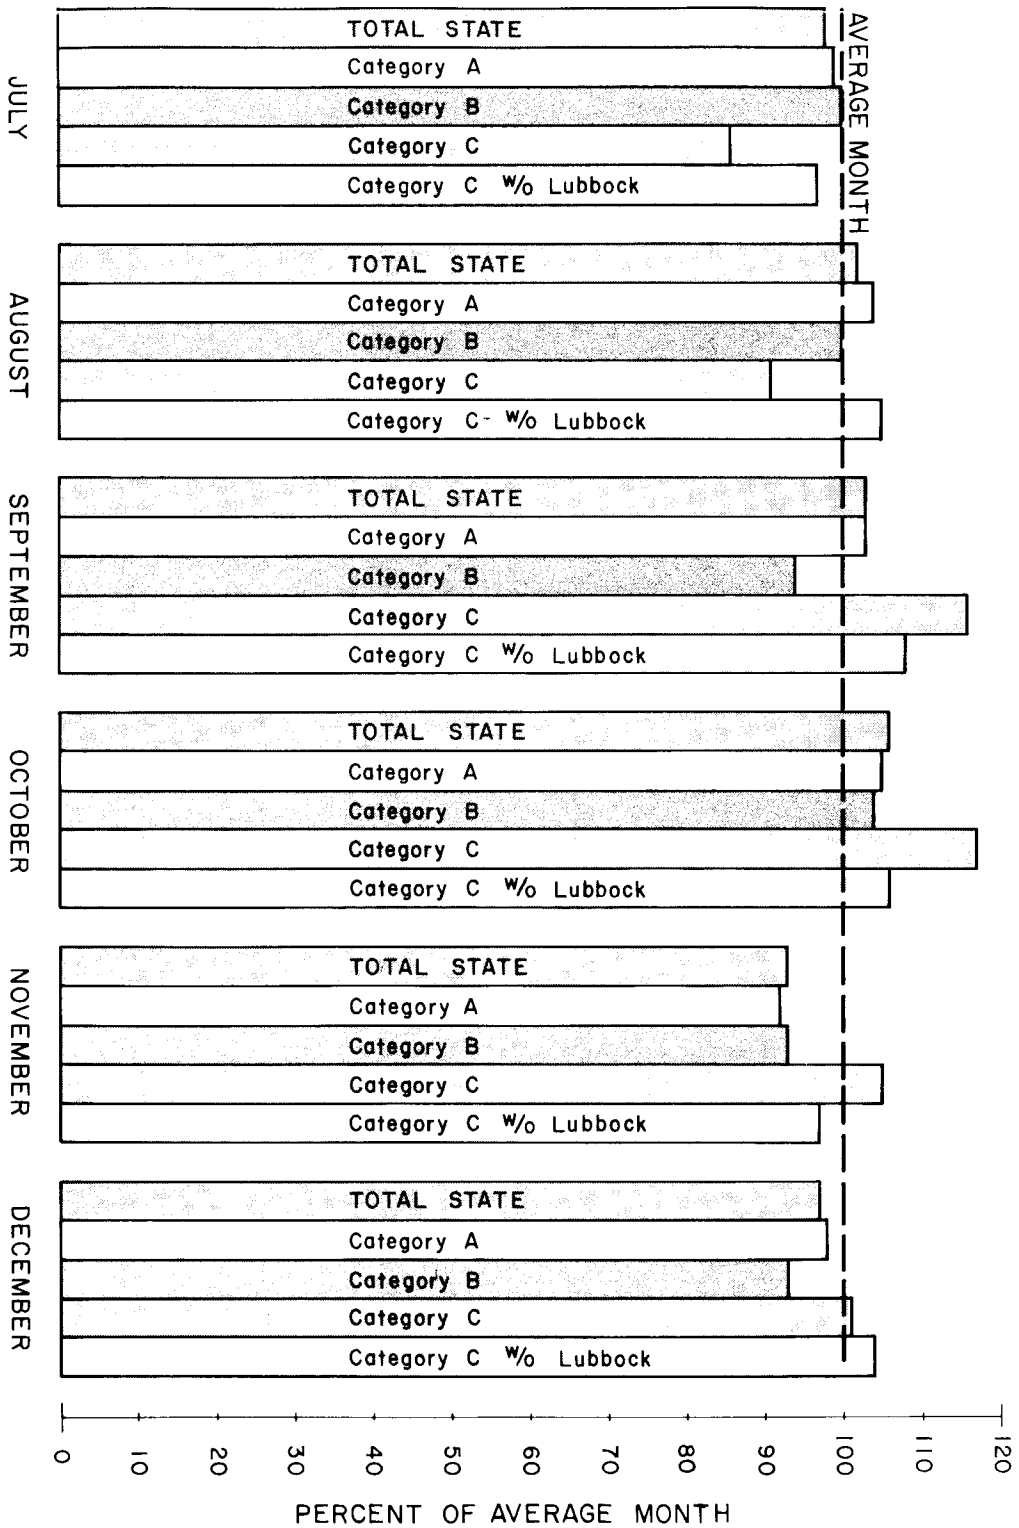 AVERAGE MONTH
JULY
TOTAL STATE
Category A
Category B
Category C
Category C W/O Lubbock
AUGUST
TOTAL STATE
Category A
Category B
Category C
Category C - W/O Lubbock
SEPTEMBER
TOTAL STATE
Category A
Category B
Category C
Category C W/O Lubbock
OCTOBER
TOTAL STATE
Category A
Category B
Category C
Category C W/O Lubbock
NOVEMBER
TOTAL STATE
Category A
Category B
Category C
Category C W/O Lubbock
DECEMBER
TOTAL STATE
Category A
Category B
Category C
Category C W/O Lubbock
0 10 20 30 40 50 60 70 80 90 100 110 120
PERCENT OF AVERAGE MONTH